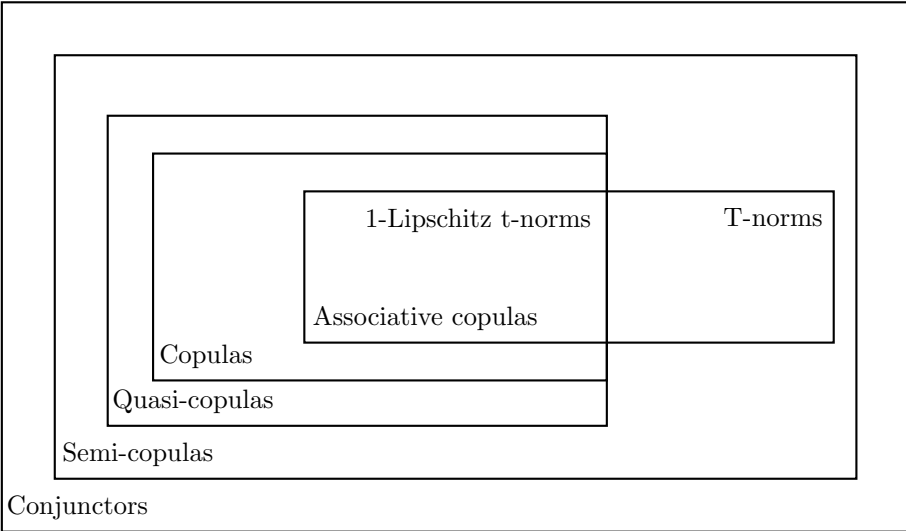 1-Lipschitz t-norms
T-norms
Associative copulas
Copulas
Quasi-copulas
Semi-copulas
Conjunctors